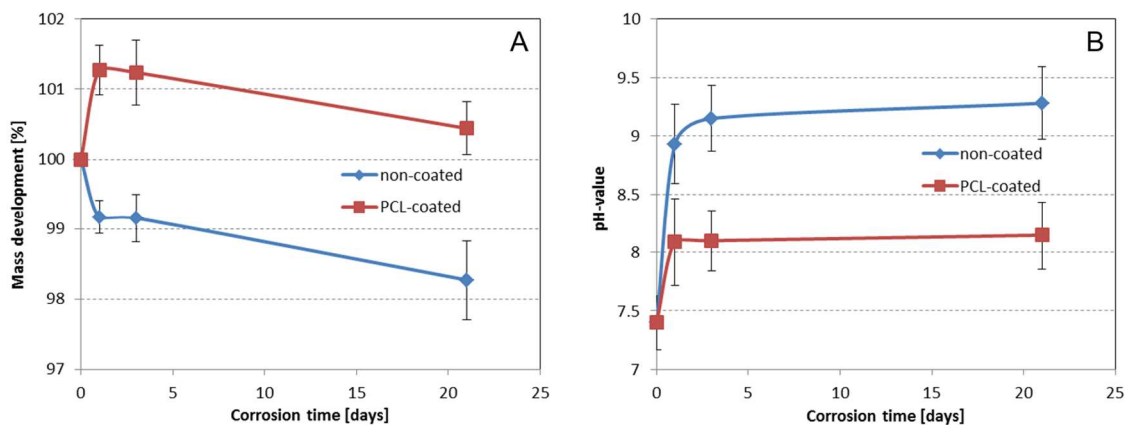 A
Mass development [%]
102
101
100
99
98
97
0 5 10 15 20 25
Corrosion time [days]
non-coated
PCL-coated
B
pH-value
10
9.5
9
8.5
8
7.5
7
0 5 10 15 20 25
Corrosion time [days]
non-coated
PCL-coated